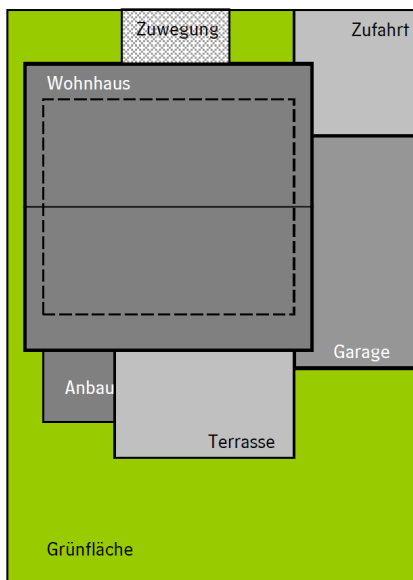 Zuwegung
Zufahrt
Wohnhaus
Garage
Anbau
Terrasse
Grünfläche